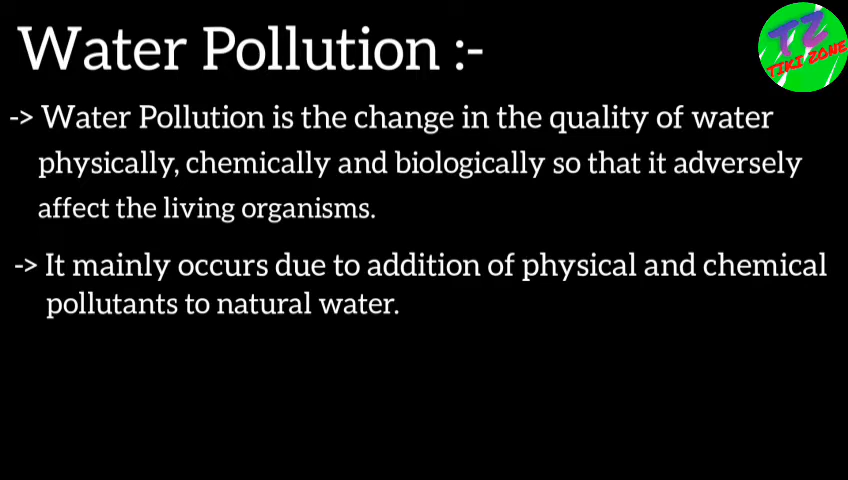 Water Pollution :-
TZ
TIKI ZONE
-> Water Pollution is the change in the quality of water
physically, chemically and biologically so that it adversely
affect the living organisms.
-> It mainly occurs due to addition of physical and chemical
pollutants to natural water.